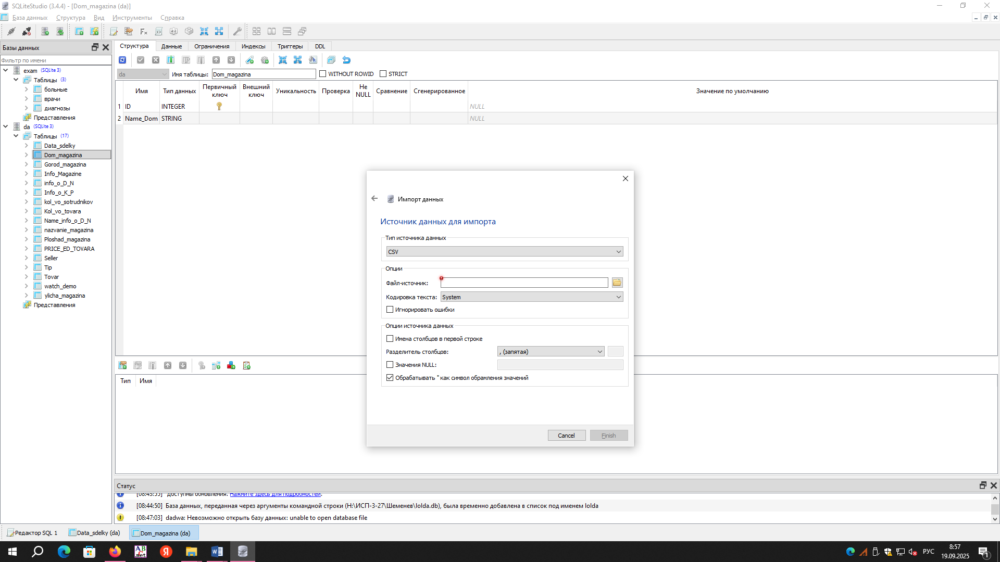 SQLiteStudio (3.4.4) - [Dom_magazina (da)]
База данных Структура Вид Инструменты Справка
Базы данных
Фильтр по имени
exam (SQLite 3)
Таблицы (3)
больные
врачи
диагнозы
Представления
da (SQLite 3)
Таблицы (17)
Data_sdelky
Dom_magazina
Gorod_magazina
Info_Magazine
info_o_D_N
Info_o_K_P
kol_vo_sotrudnikov
Kol_vo_tovara
Name_info_o_D_N
nazvanie_magazina
Ploshad_magazina
PRICE_ED_TOVARA
Seller
Tip
Tovar
watch_demo
ylicha_magazina
Представления
Структура Данные Ограничения Индексы Триггеры DDL
da Имя таблицы: Dom_magazina WITHOUT ROWID STRICT
Имя Тип данных Первичный ключ Внешний ключ Уникальность Проверка Не NULL Сравнение Сгенерированное Значение по умолчанию
1 ID INTEGER NULL
2 Name_Dom STRING NULL
Импорт данных
Источник данных для импорта
Тип источника данных
CSV
Опции
Файл-источник:
Кодировка текста: System
Игнорировать ошибки
Опции источника данных
Имена столбцов в первой строке
Разделитель столбцов: , (запятая)
Значения NULL:
Обрабатывать " как символ обрамления значений
Cancel Finish
Тип Имя
Статус
[08:43:55] Доступны обновления. Нажмите здесь для подробностей.
[08:44:50] База данных, переданная через аргументы командной строки (H:\ИСП-3-27\Шеменев\lolda.db), была временно добавлена в список под именем lolda
[08:47:03] dadwa: Невозможно открыть базу данных: unable to open database file
Редактор SQL 1 Data_sdelky (da) Dom_magazina (da)
AB
C.net
Я
РУС
8:57
19.09.2025
1